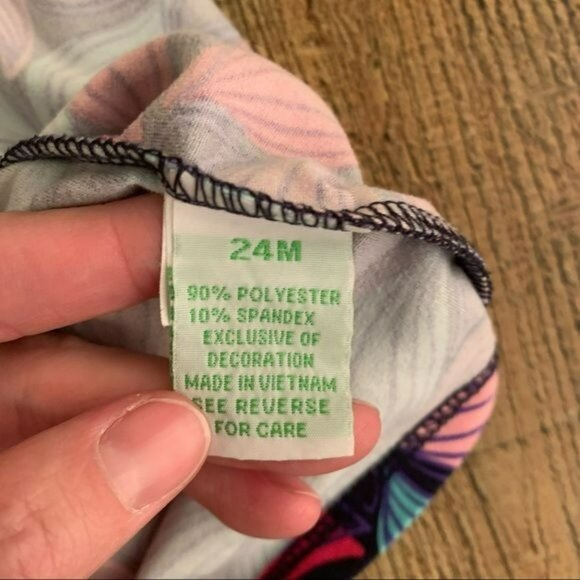 24M
90% POLYESTER
10% SPANDEX
EXCLUSIVE OF
DECORATION
MADE IN VIETNAM
SEE REVERSE
FOR CARE